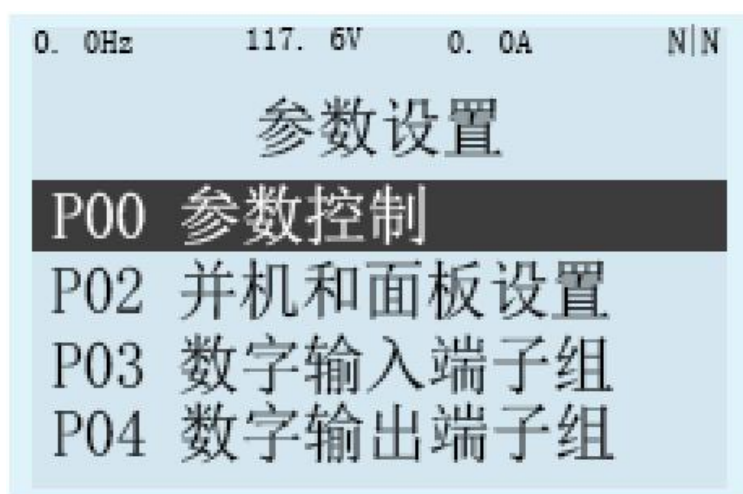 0. 0Hz 117. 6V 0. 0A N|N
参数设置
P00 参数控制
P02 并机和面板设置
P03 数字输入端子组
P04 数字输出端子组